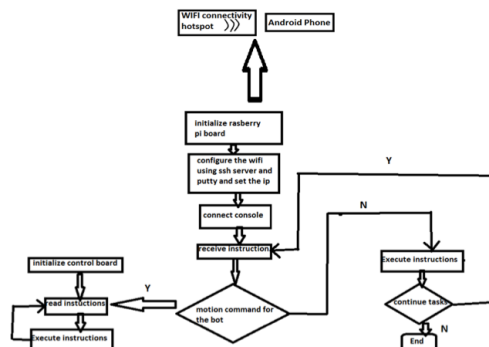 WIFI connectivity
hotspot
Android Phone
initialize rasberry
pi board
configure the wifi
using ssh server and
putty and set the ip
connect console
receive instruction
Y
N
initialize control board
Execute instructions
Y
read instuctions
motion command for
the bot
continue tasks
Execute instructions
N
End